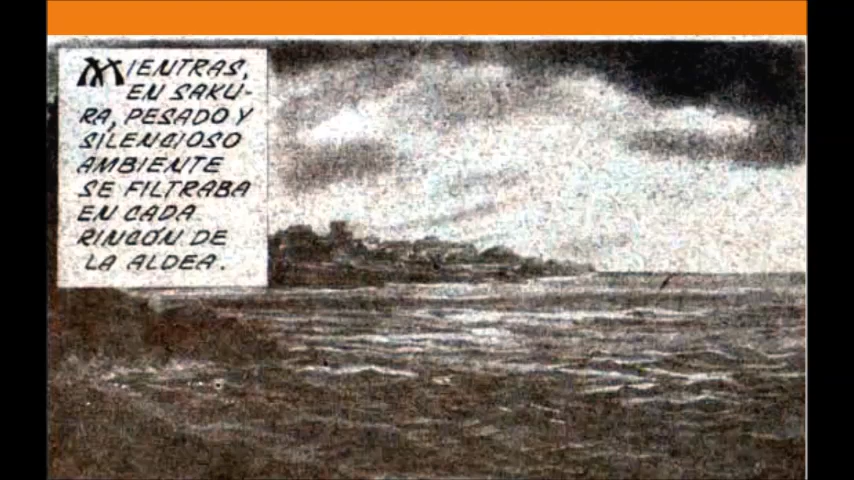 MIENTRAS,
EN SAKU-
RA, PESADO Y
SILENCIOSO
AMBIENTE
SE FILTRABA
EN CADA
RINCÓN DE
LA ALDEA.